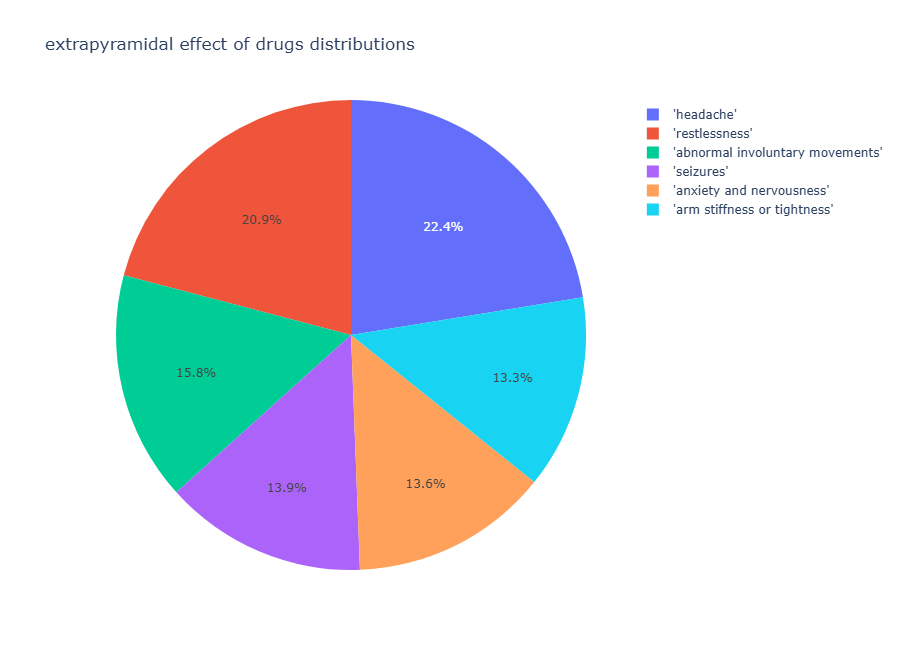 extrapyramidal effect of drugs distributions
'headache'
'restlessness'
'abnormal involuntary movements'
'seizures'
'anxiety and nervousness'
'arm stiffness or tightness'
20.9%
22.4%
15.8%
13.3%
13.9%
13.6%